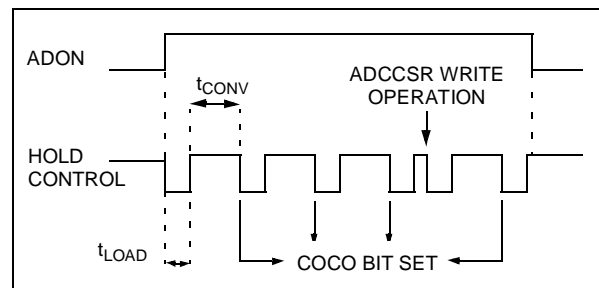 ADON
ADCCSR WRITE
OPERATION
tCONV
HOLD
CONTROL
tLOAD
COCO BIT SET